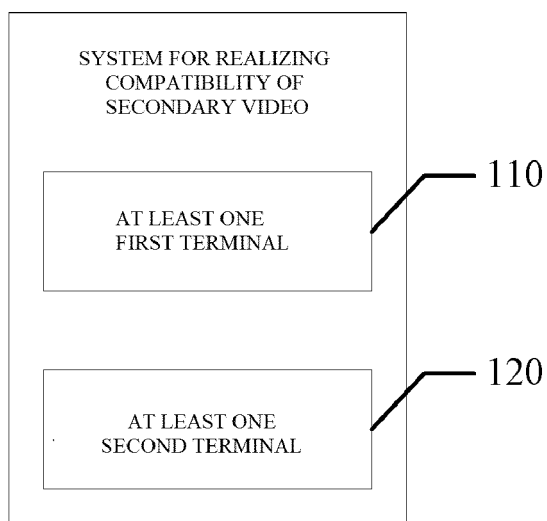 SYSTEM FOR REALIZING
COMPATIBILITY OF
SECONDARY VIDEO
110
AT LEAST ONE
FIRST TERMINAL
120
AT LEAST ONE
SECOND TERMINAL